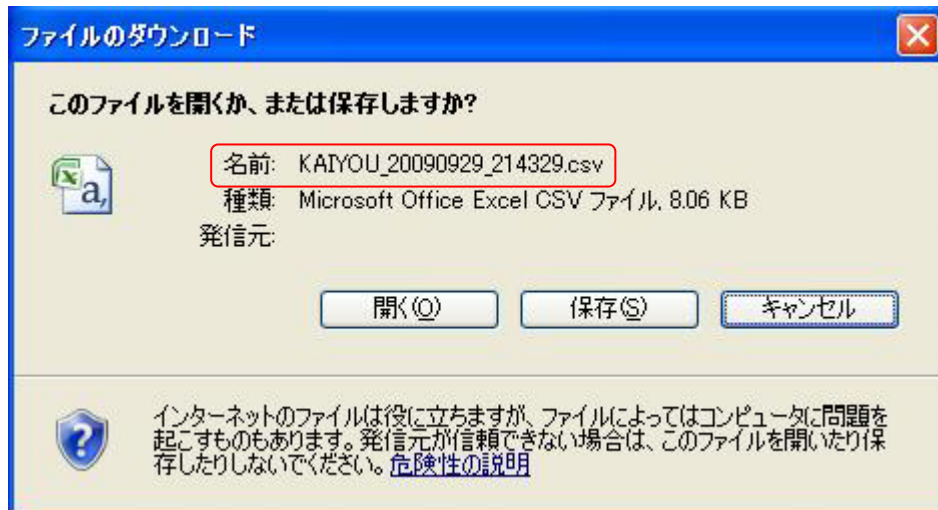 ファイルのダウンロード
このファイルを開くか、または保存しますか?
名前: KAIYOU_20090929_214329.csv
種類: Microsoft Office Excel CSV ファイル, 8.06 KB
発信元:
開く(O) 保存(S) キャンセル
インターネットのファイルは役に立ちますが、ファイルによってはコンピュータに問題を
起こすものもあります。発信元が信頼できない場合は、このファイルを開いたり保
存したりしないでください。危険性の説明